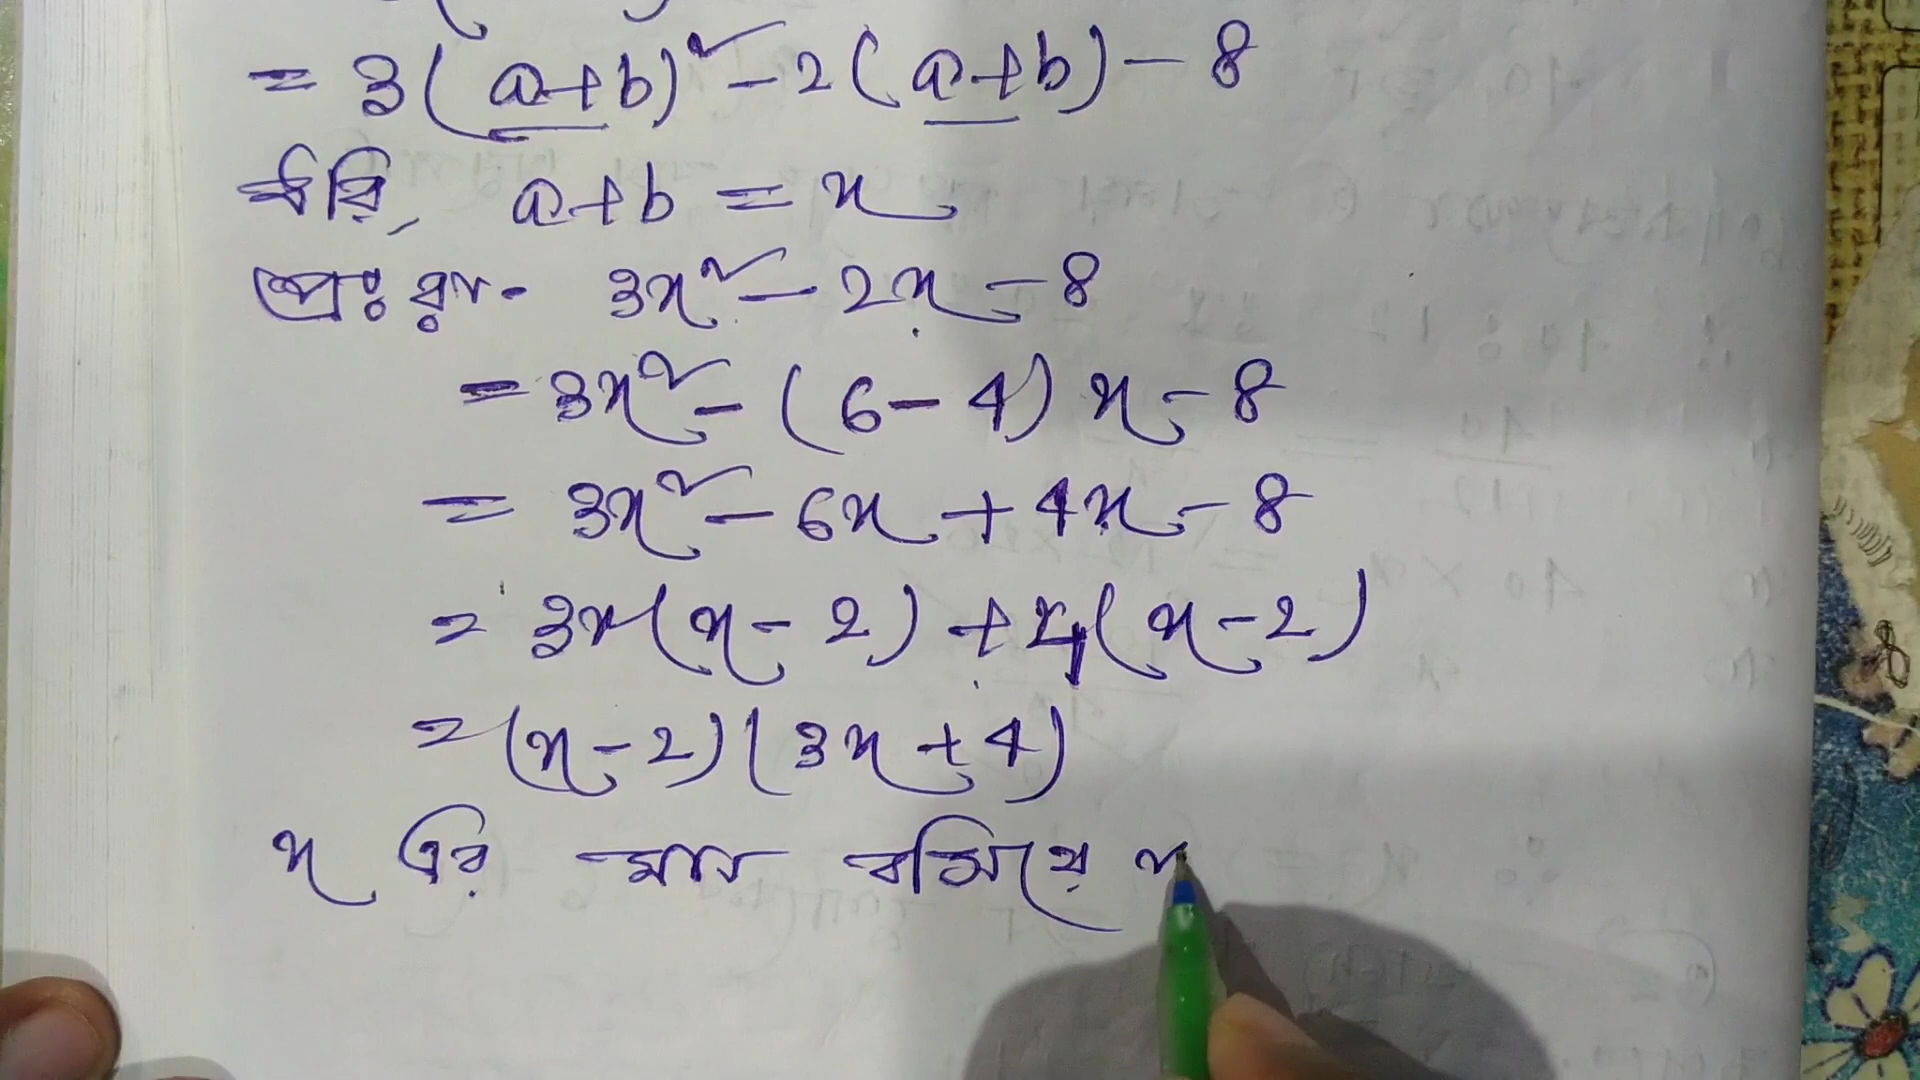 = 3(a+b)² - 2(a+b) - 8
ধরি, a+b = x
প্রঃ রা- 3x² - 2x - 8
= 3x² - (6-4)x - 8
= 3x² - 6x + 4x - 8
= 3x(x-2) + 4(x-2)
= (x-2)(3x+4)
x এর মান বসিয়ে